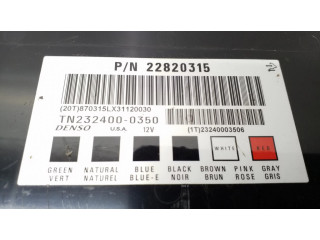 P/N 22820315
(20T)870315LX31120030
TN232400-0350
DENSO U.S.A. 12V
(1T)23240003506
WHITE RED
GREEN NATURAL BLUE BLACK BROWN PINK GRAY
VERT NATUREL BLUE-E NOIR BRUN ROSE GRIS